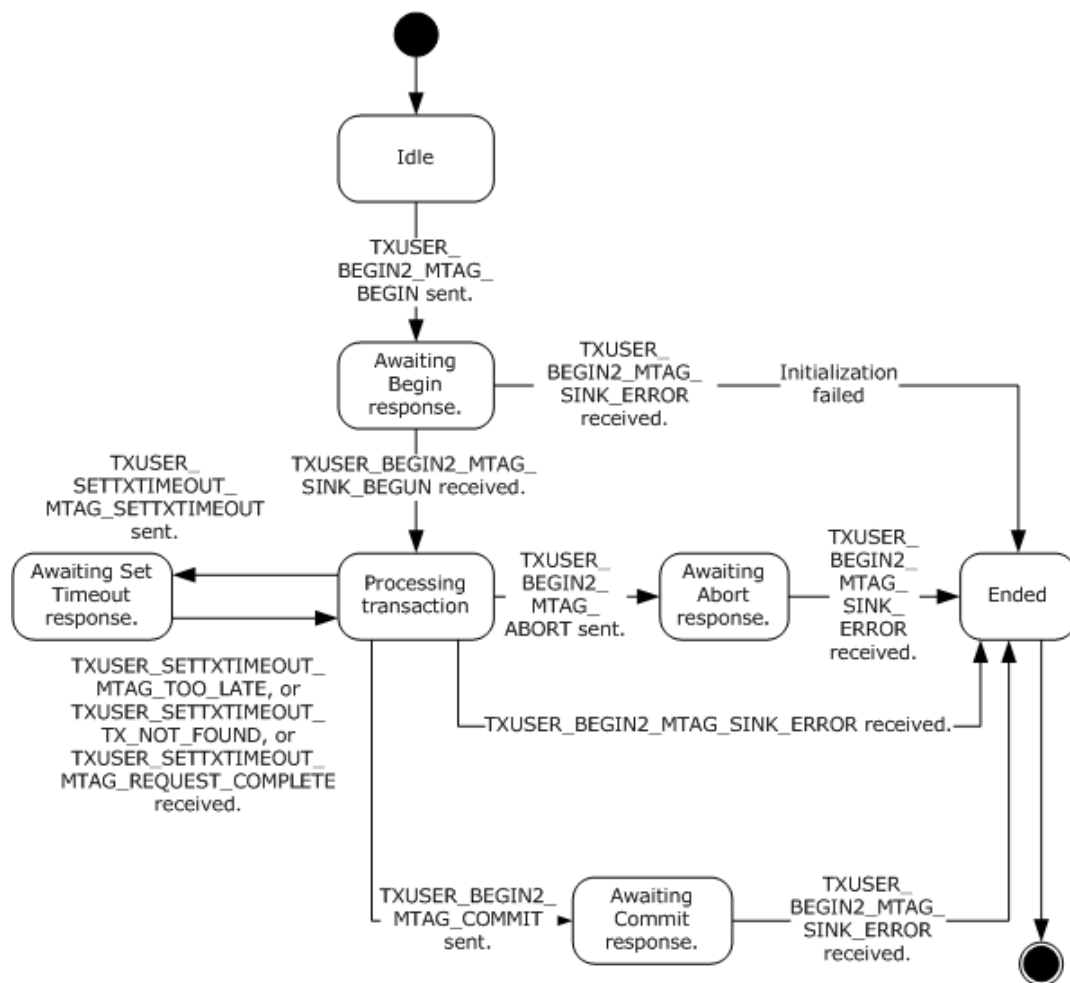 Idle
TXUSER_
BEGIN2_MTAG_
BEGIN sent.
Awaiting
Begin
response.
TXUSER_
BEGIN2_MTAG_
SINK_ERROR
received.
Initialization
failed
TXUSER_BEGIN2_MTAG_
SINK_BEGUN received.
TXUSER_
SETTXTIMEOUT_
MTAG_SETTXTIMEOUT
sent.
Awaiting Set
Timeout
response.
Processing
transaction
TXUSER_
BEGIN2_
MTAG_
ABORT sent.
Awaiting
Abort
response.
TXUSER_
BEGIN2_
MTAG_
SINK_
ERROR
received.
Ended
TXUSER_SETTXTIMEOUT_
MTAG_TOO_LATE, or
TXUSER_SETTXTIMEOUT_
TX_NOT_FOUND, or
TXUSER_SETTXTIMEOUT_
MTAG_REQUEST_COMPLETE
received.
TXUSER_BEGIN2_MTAG_SINK_ERROR received.
TXUSER_BEGIN2_
MTAG_COMMIT
sent.
Awaiting
Commit
response.
TXUSER_
BEGIN2_MTAG_
SINK_ERROR
received.